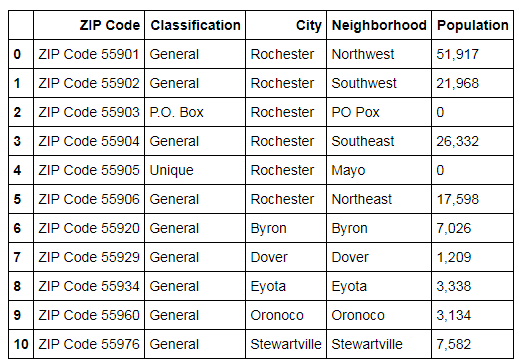 ZIP Code Classification City Neighborhood Population
0 ZIP Code 55901 General Rochester Northwest 51,917
1 ZIP Code 55902 General Rochester Southwest 21,968
2 ZIP Code 55903 P.O. Box Rochester PO Pox 0
3 ZIP Code 55904 General Rochester Southeast 26,332
4 ZIP Code 55905 Unique Rochester Mayo 0
5 ZIP Code 55906 General Rochester Northeast 17,598
6 ZIP Code 55920 General Byron Byron 7,026
7 ZIP Code 55929 General Dover Dover 1,209
8 ZIP Code 55934 General Eyota Eyota 3,338
9 ZIP Code 55960 General Oronoco Oronoco 3,134
10 ZIP Code 55976 General Stewartville Stewartville 7,582